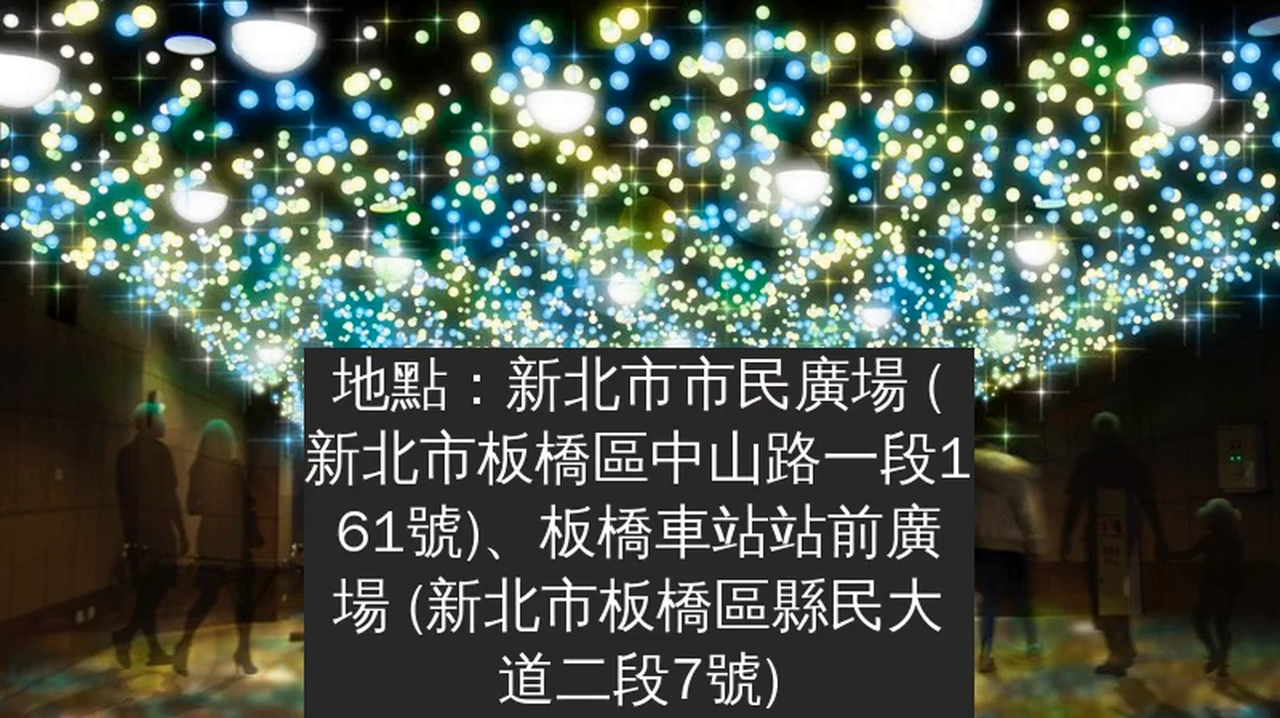 地點：新北市市民廣場 (
新北市板橋區中山路一段1
61號)、板橋車站站前廣
場 (新北市板橋區縣民大
道二段7號)